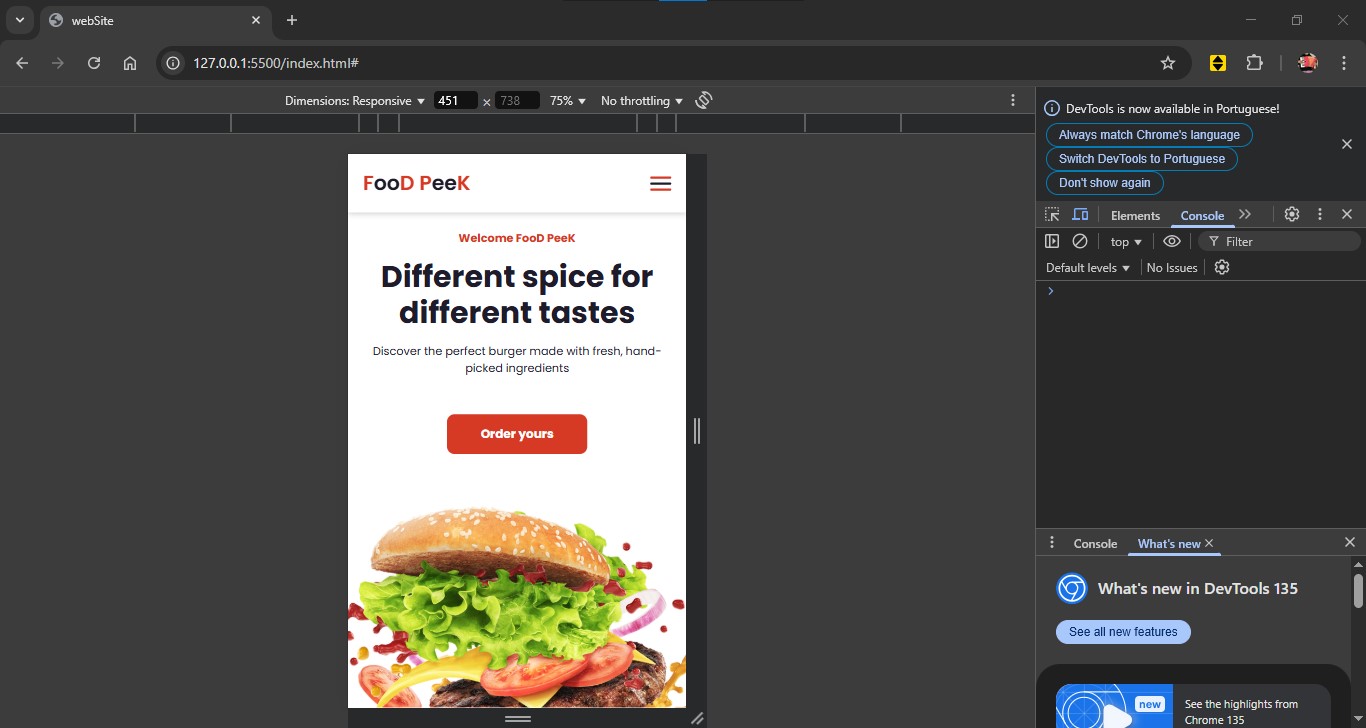 webSite
127.0.0.1:5500/index.html#
Dimensions: Responsive 451 × 738 75% No throttling
DevTools is now available in Portuguese!
Always match Chrome's language
Switch DevTools to Portuguese
Don't show again
Elements Console
top Filter
Default levels No Issues
FooD PeeK
Welcome FooD PeeK
Different spice for
different tastes
Discover the perfect burger made with fresh, hand-
picked ingredients
Order yours
Console What's new
What's new in DevTools 135
See all new features
new
See the highlights from
Chrome 135